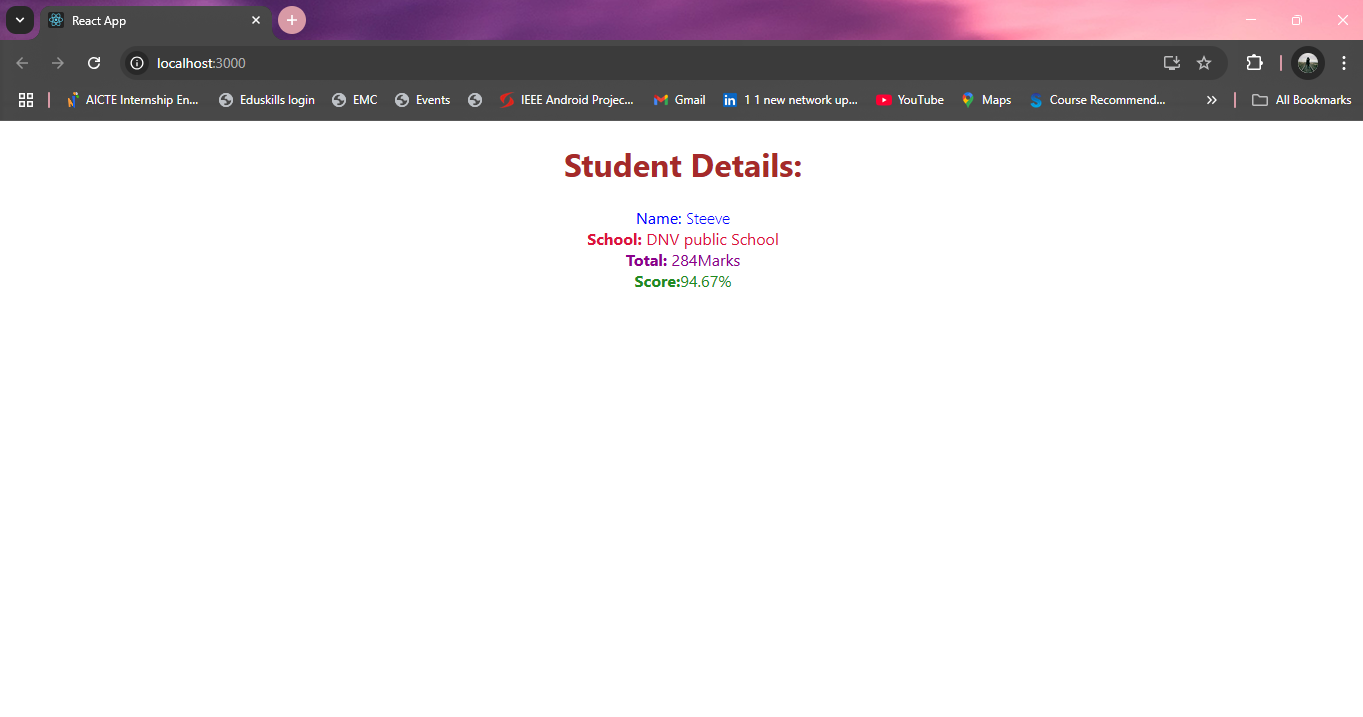 React App
localhost:3000
AICTE Internship En... Eduskills login EMC Events IEEE Android Projec... Gmail 1 1 new network up... YouTube Maps Course Recommend... » All Bookmarks
Student Details:
Name: Steeve
School: DNV public School
Total: 284Marks
Score:94.67%